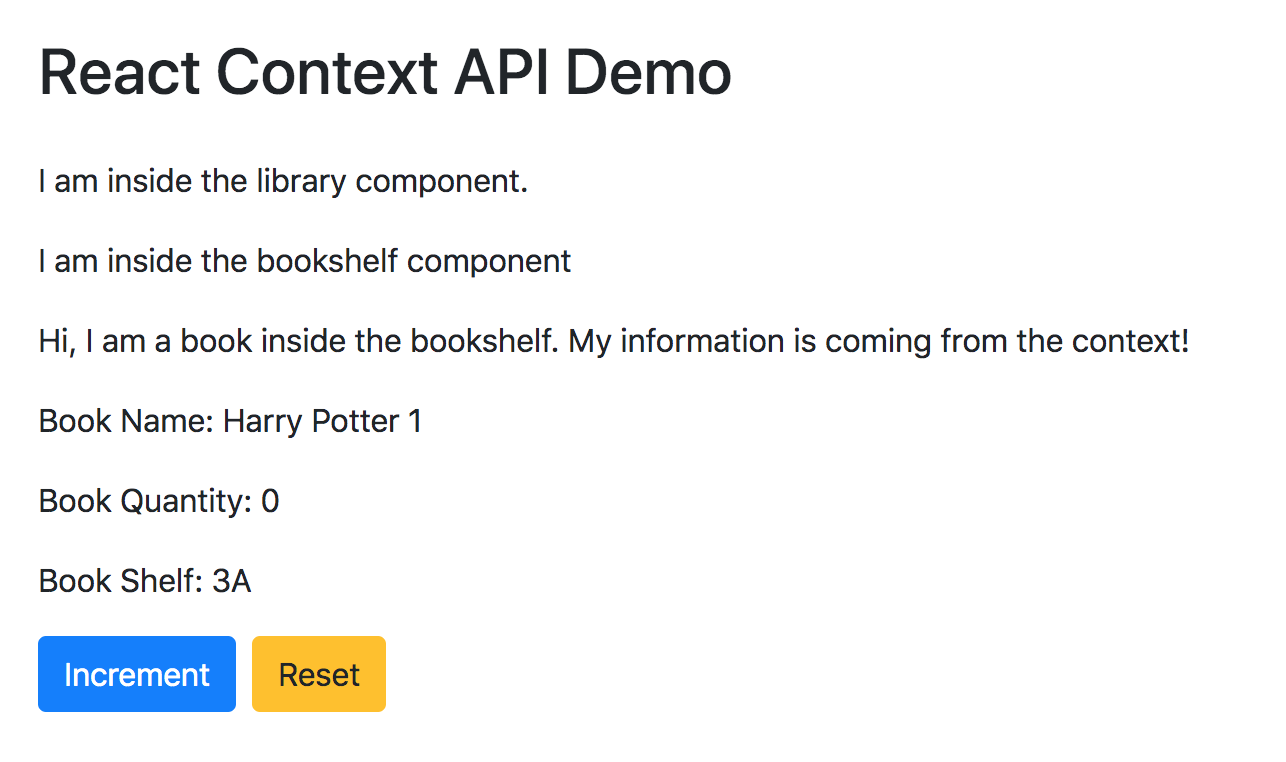 React Context API Demo
I am inside the library component.
I am inside the bookshelf component
Hi, I am a book inside the bookshelf. My information is coming from the context!
Book Name: Harry Potter 1
Book Quantity: 0
Book Shelf: 3A
Increment Reset